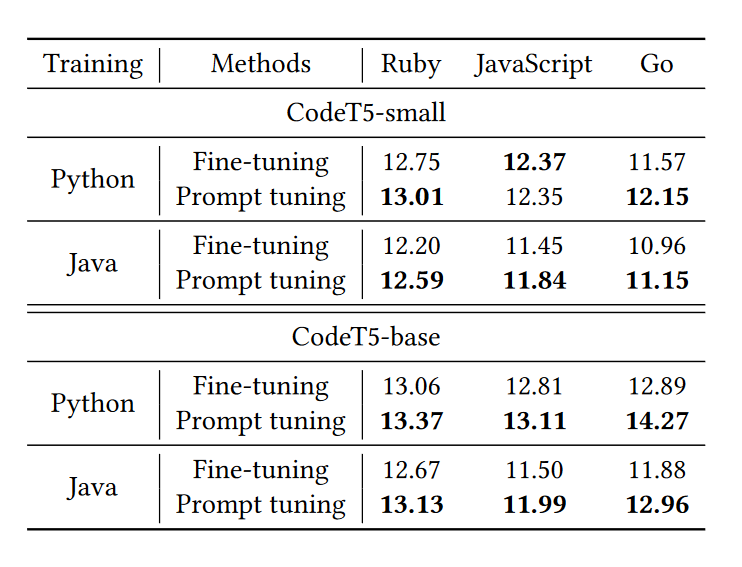 Training Methods Ruby JavaScript Go
CodeT5-small
Python
Fine-tuning 12.75 12.37 11.57
Prompt tuning 13.01 12.35 12.15
Java
Fine-tuning 12.20 11.45 10.96
Prompt tuning 12.59 11.84 11.15
CodeT5-base
Python
Fine-tuning 13.06 12.81 12.89
Prompt tuning 13.37 13.11 14.27
Java
Fine-tuning 12.67 11.50 11.88
Prompt tuning 13.13 11.99 12.96